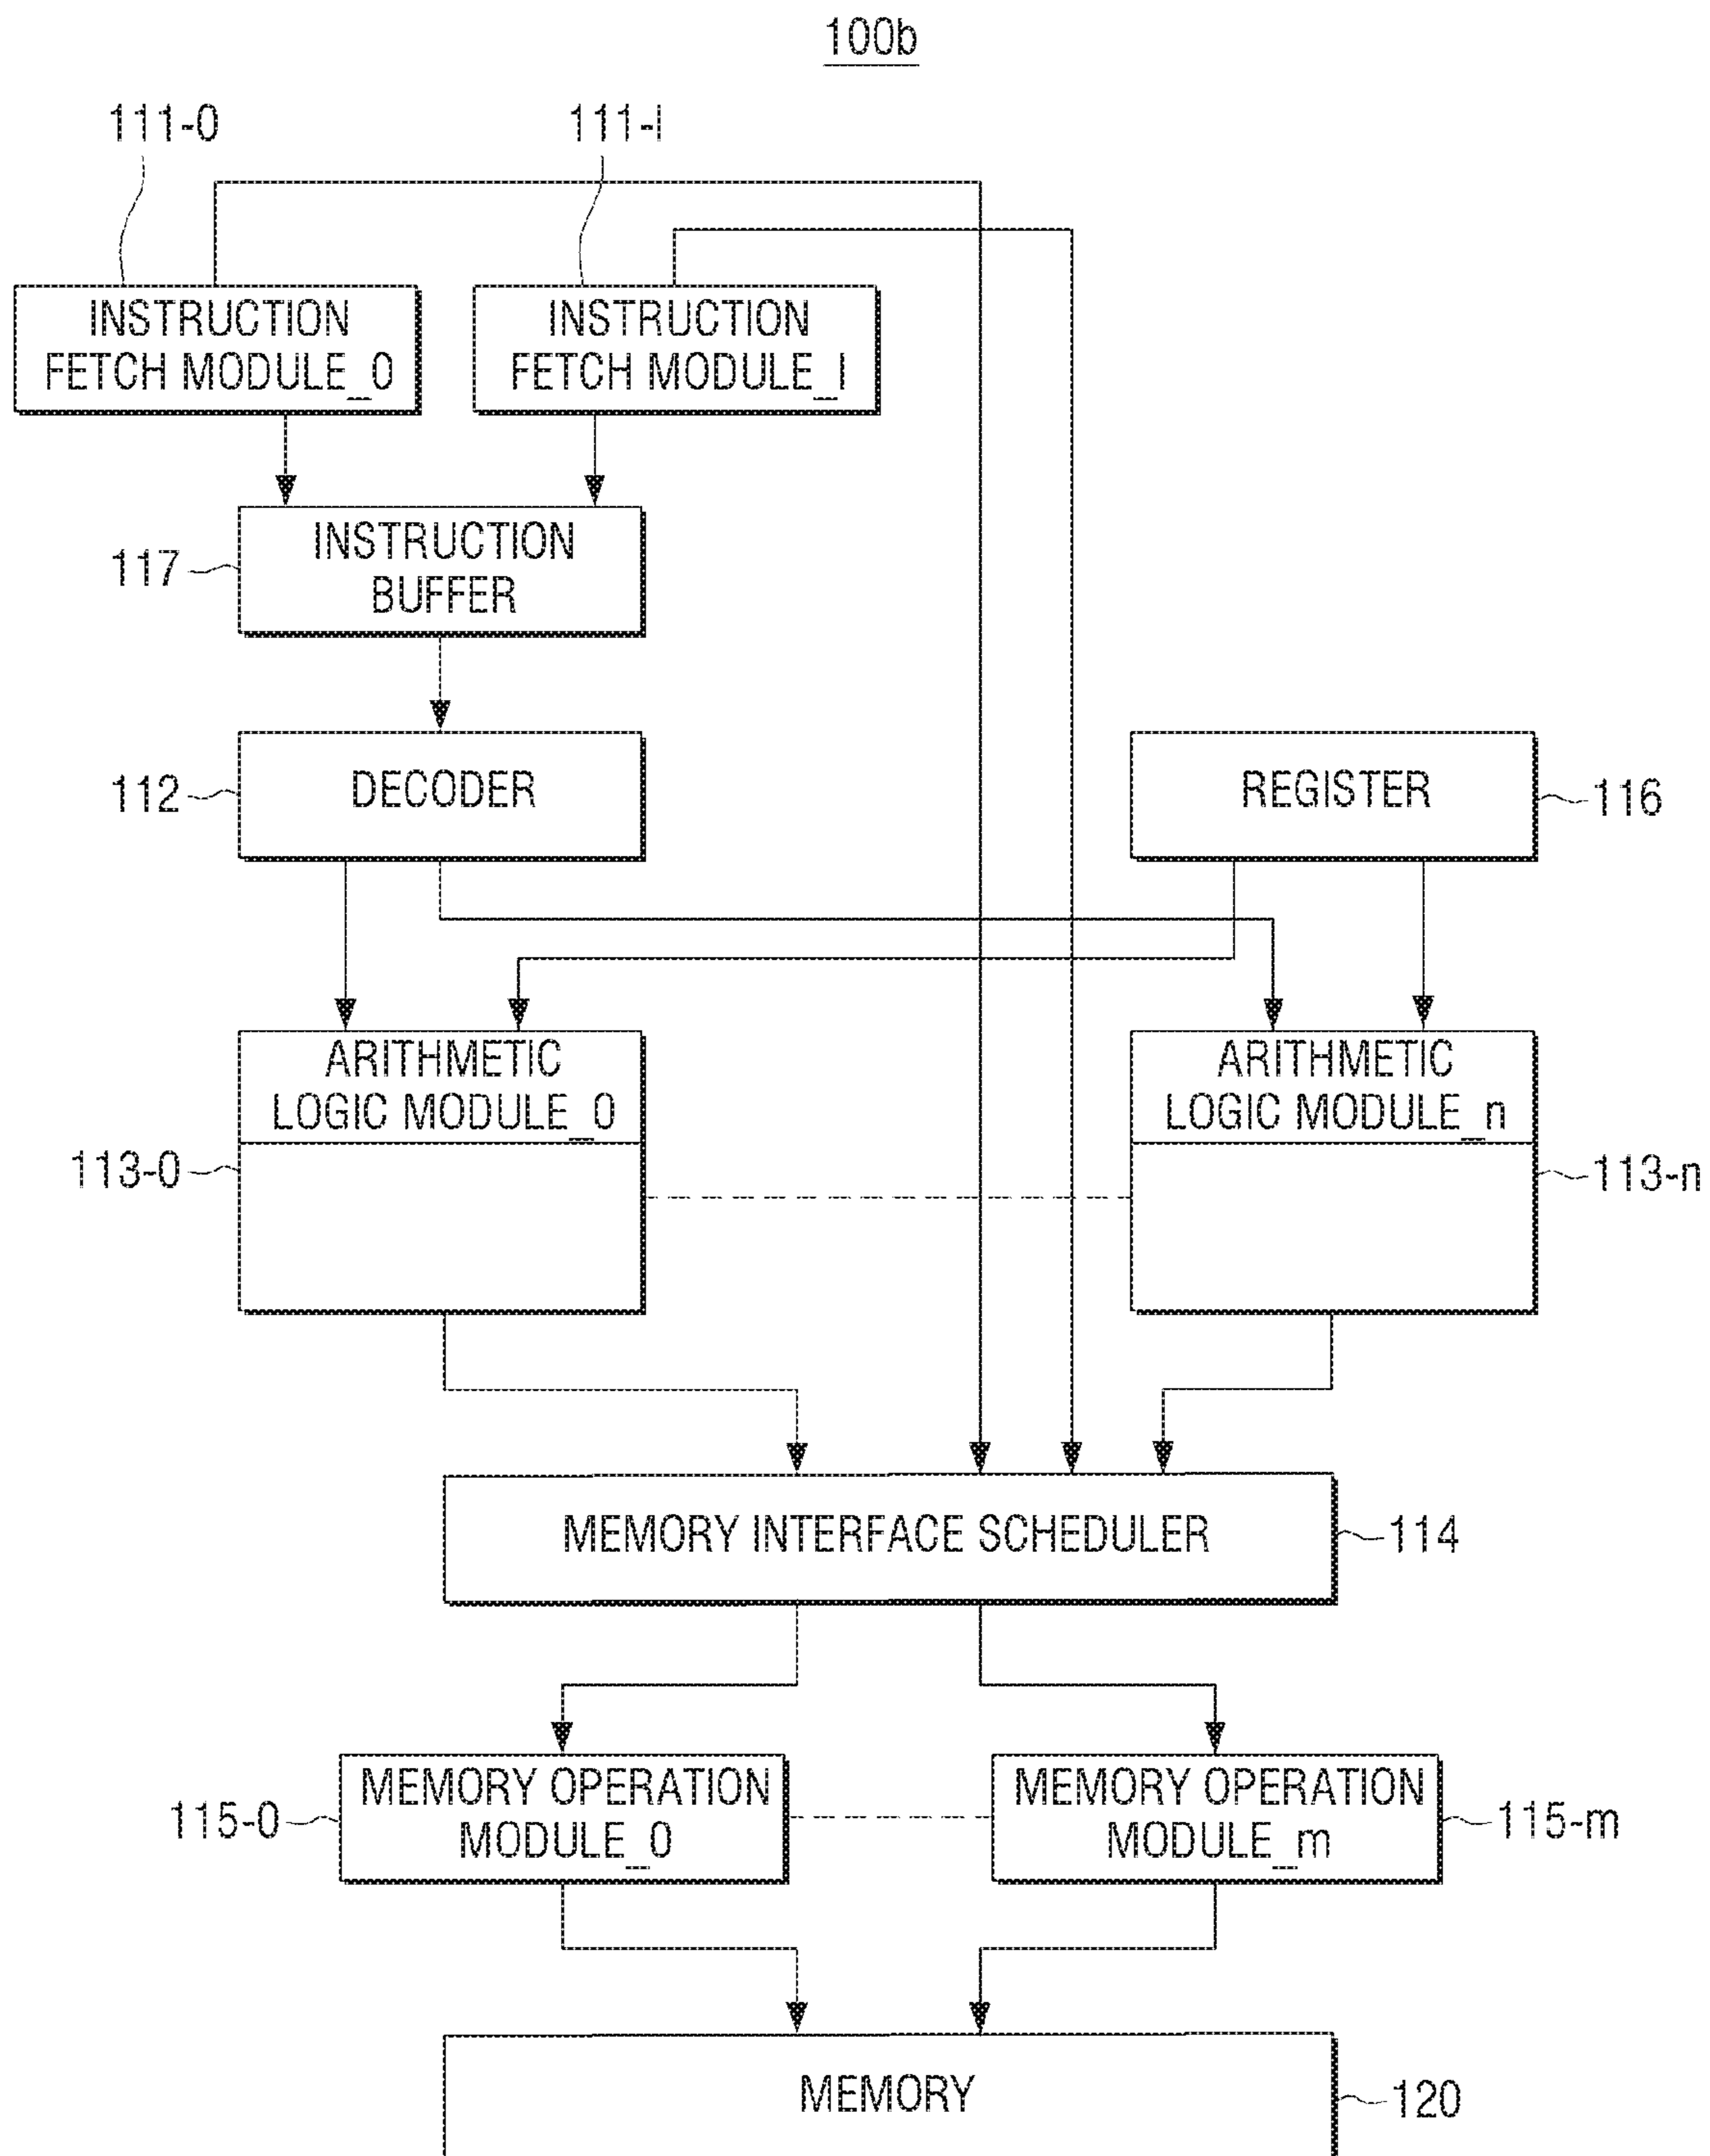 100b
111-0
111-l
INSTRUCTION
FETCH MODULE_0
INSTRUCTION
FETCH MODULE_l
117
INSTRUCTION
BUFFER
112
DECODER
REGISTER
116
ARITHMETIC
LOGIC MODULE_0
ARITHMETIC
LOGIC MODULE_n
113-0
113-n
MEMORY INTERFACE SCHEDULER
114
MEMORY OPERATION
MODULE_0
MEMORY OPERATION
MODULE_m
115-0
115-m
MEMORY
120